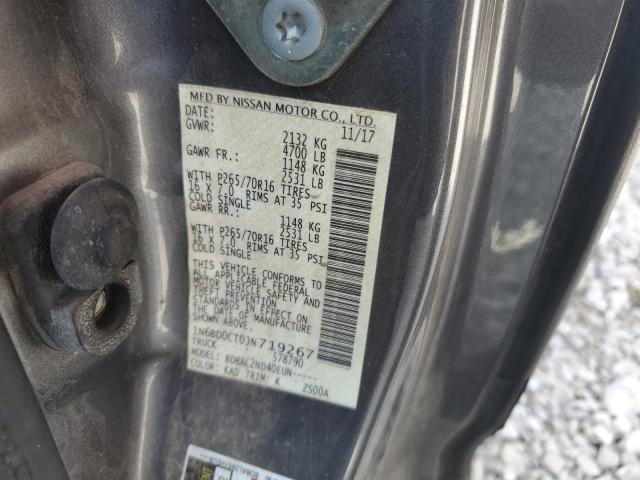 MFD BY NISSAN MOTOR CO., LTD.
DATE: 11/17
GVWR: 2132 KG
4700 LB
GAWR FR.: 1148 KG
2531 LB
WITH P265/70R16 TIRES
16 X 7.0 RIMS AT 35 PSI
COLD SINGLE
GAWR RR.: 1148 KG
2531 LB
WITH P265/70R16 TIRES
16 X 7.0 RIMS AT 35 PSI
COLD SINGLE
THIS VEHICLE CONFORMS TO
ALL APPLICABLE FEDERAL
MOTOR VEHICLE SAFETY AND
THEFT PREVENTION
STANDARDS IN EFFECT ON
THE DATE OF MANUFACTURE
SHOWN ABOVE.
1N6BD0CT0JN719267
TRUCK 578790
MODEL: BDBALZND40EUN-----
COLOR: KAD TRIM: K ZS00A